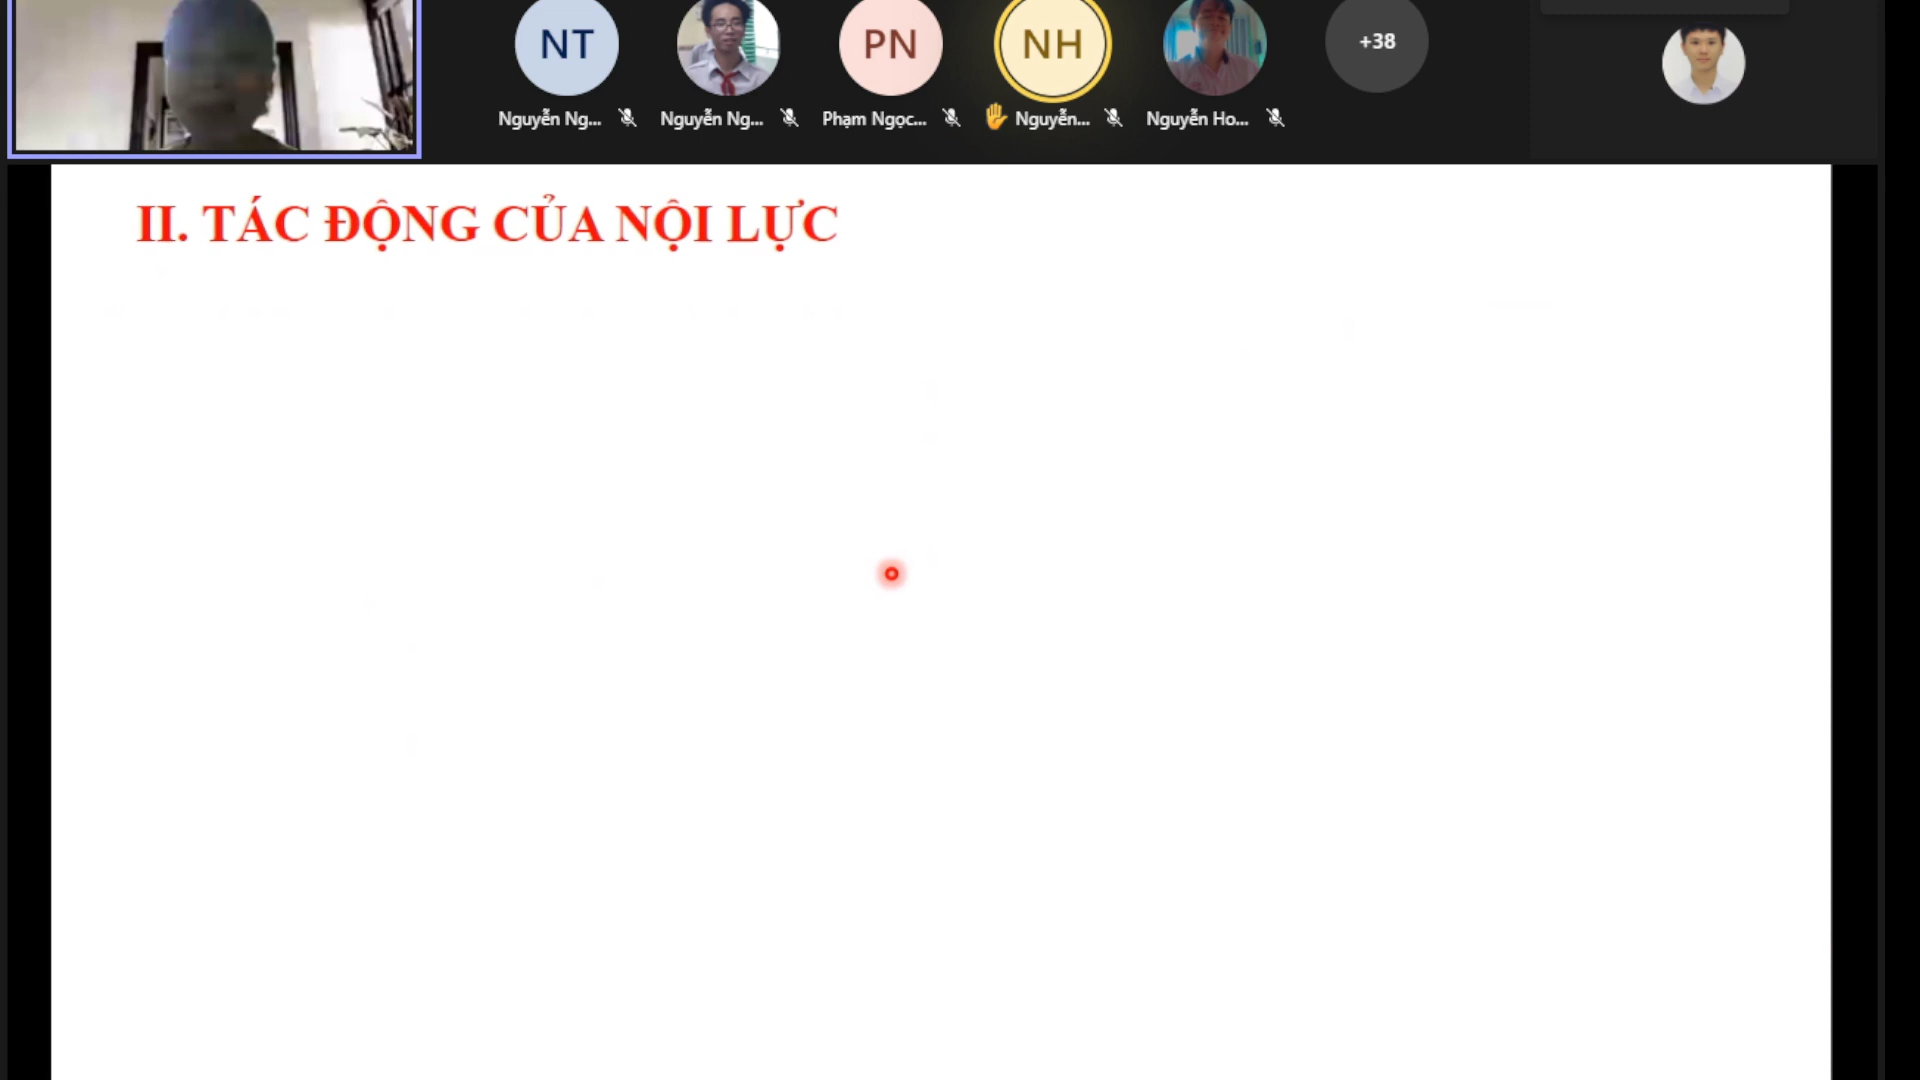 NT
PN
NH
+38
Nguyễn Ng...
Nguyễn Ng...
Phạm Ngọc...
Nguyễn...
Nguyễn Ho...
II. TÁC ĐỘNG CỦA NỘI LỰC